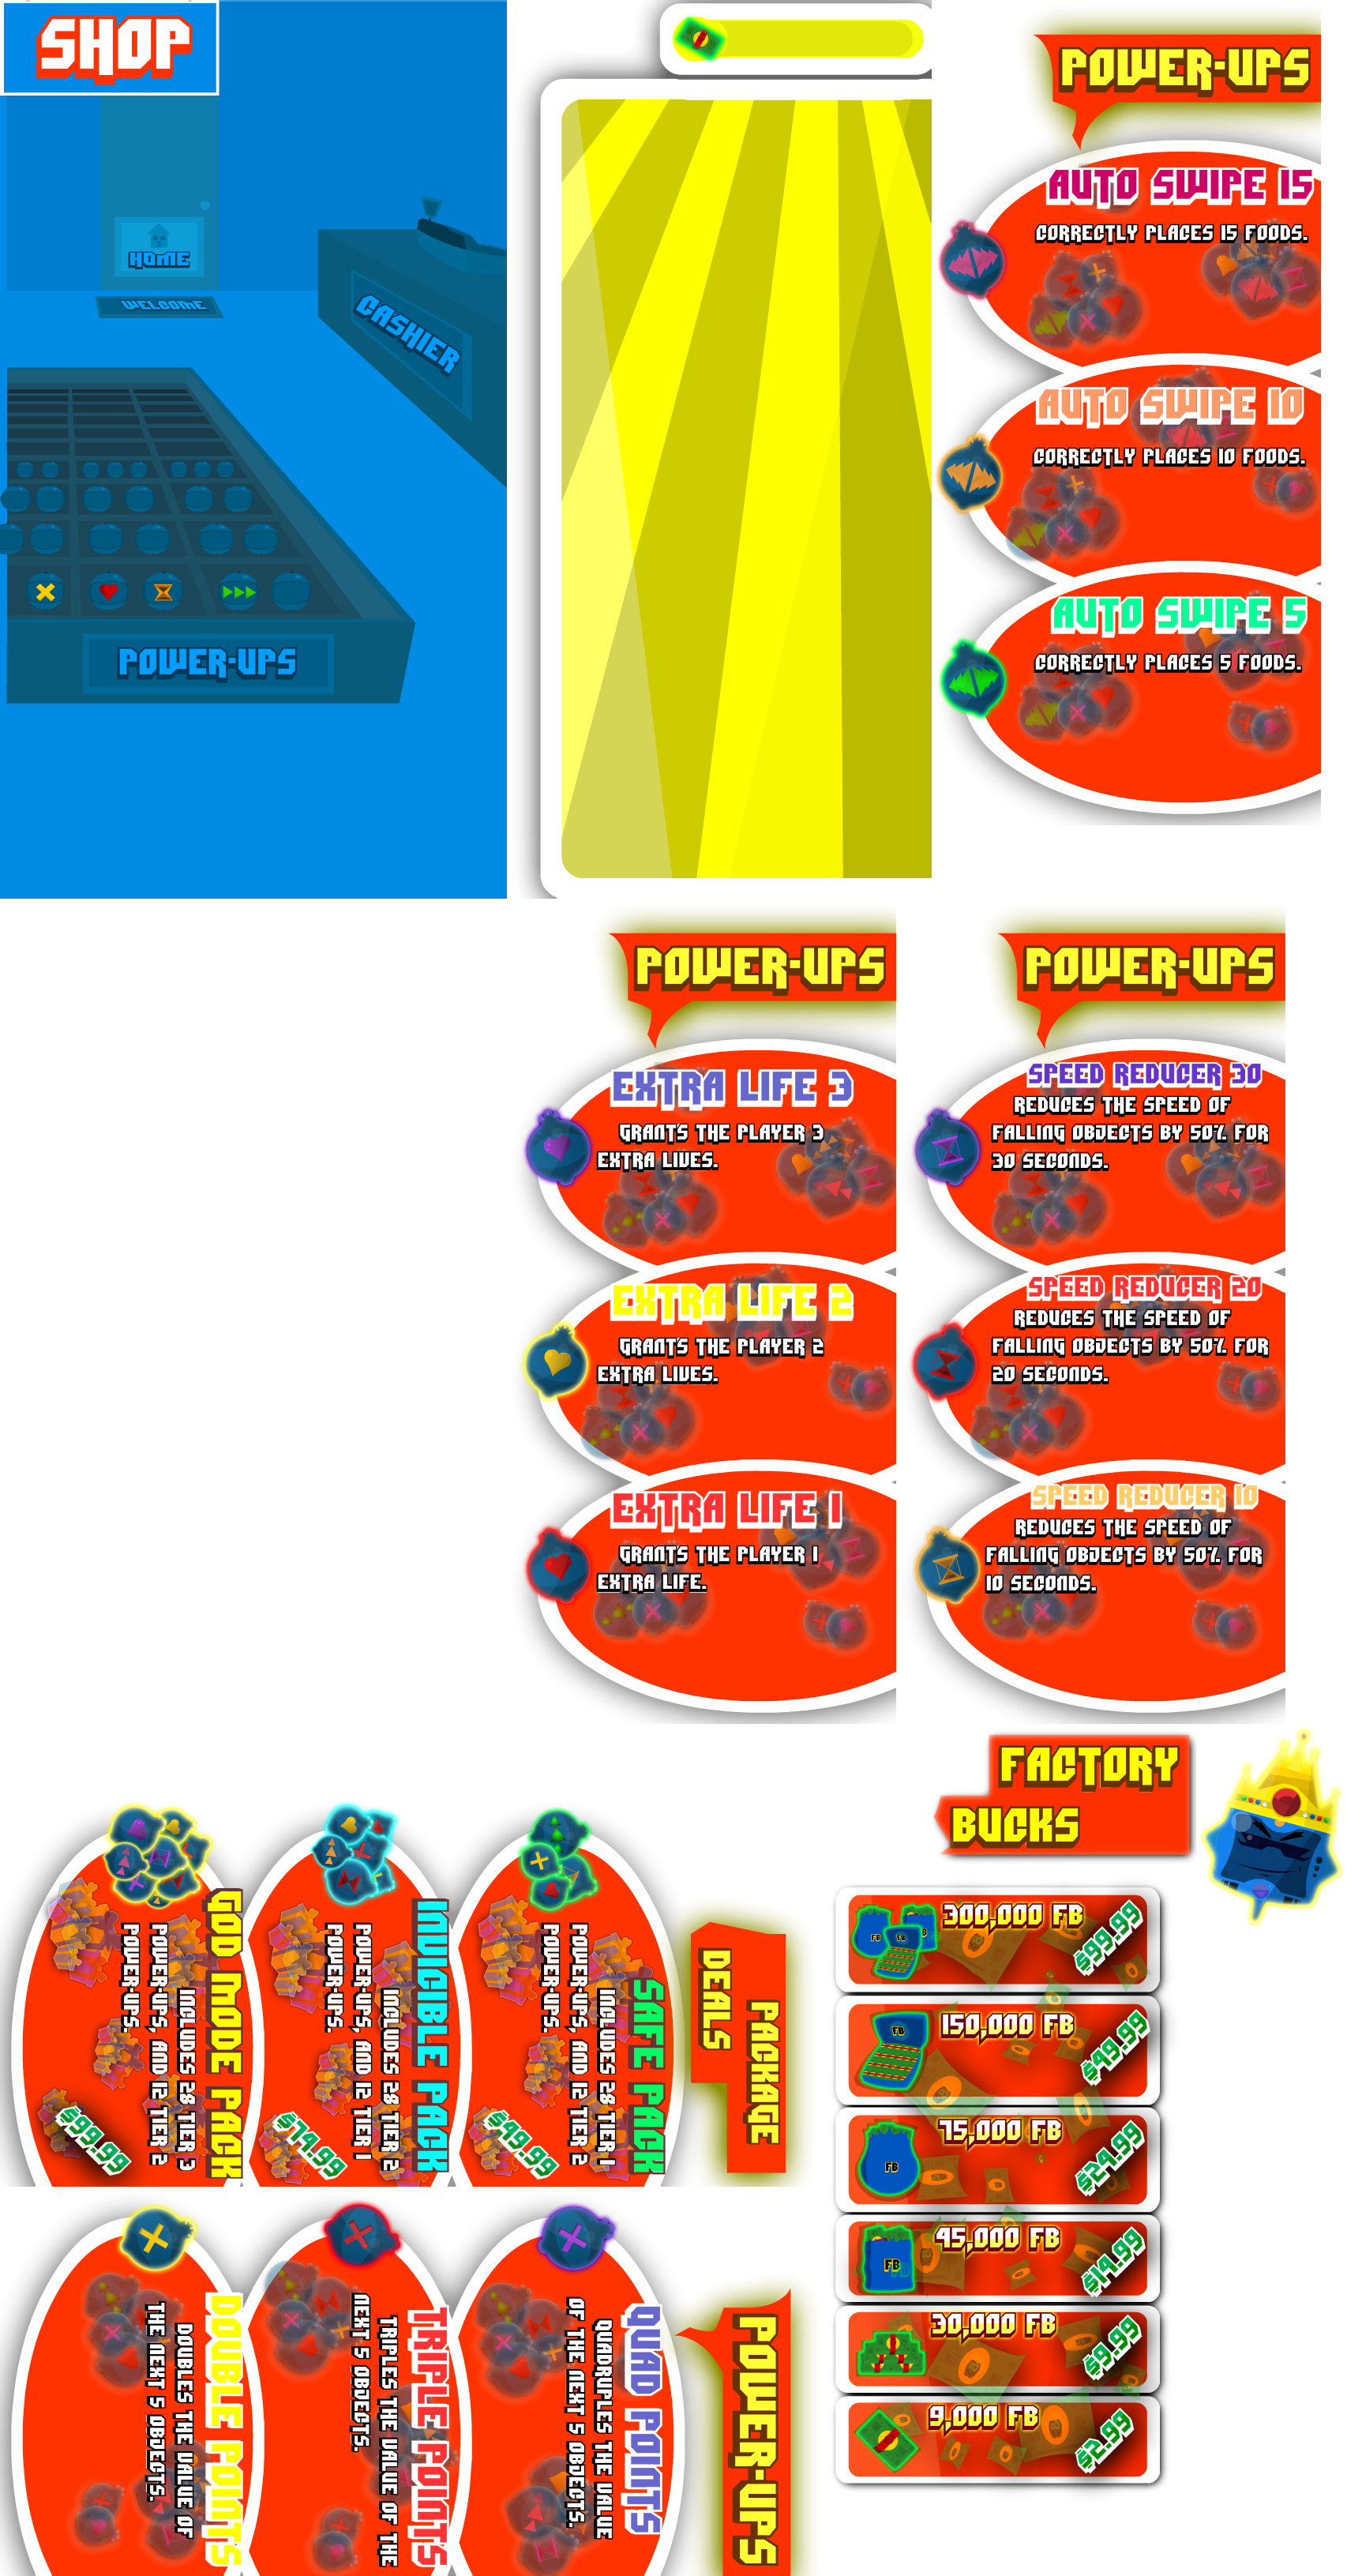 SHOP
HOME
WELCOME
CASHIER
POWER-UPS
POWER-UPS
AUTO SWIPE 15
CORRECTLY PLACES 15 FOODS.
AUTO SWIPE 10
CORRECTLY PLACES 10 FOODS.
AUTO SWIPE 5
CORRECTLY PLACES 5 FOODS.
POWER-UPS
EXTRA LIFE 3
GRANTS THE PLAYER 3
EXTRA LIVES.
EXTRA LIFE 2
GRANTS THE PLAYER 2
EXTRA LIVES.
EXTRA LIFE 1
GRANTS THE PLAYER 1
EXTRA LIFE.
POWER-UPS
SPEED REDUCER 30
REDUCES THE SPEED OF
FALLING OBJECTS BY 50% FOR
30 SECONDS.
SPEED REDUCER 20
REDUCES THE SPEED OF
FALLING OBJECTS BY 50% FOR
20 SECONDS.
SPEED REDUCER 10
REDUCES THE SPEED OF
FALLING OBJECTS BY 50% FOR
10 SECONDS.
PACKAGE
DEALS
SAFE PACK
INCLUDES 28 TIER 1
POWER-UPS, AND 12 TIER 2
POWER-UPS.
$49.99
INVICIBLE PACK
INCLUDES 28 TIER 2
POWER-UPS, AND 12 TIER 1
POWER-UPS.
$74.99
GOD MODE PACK
INCLUDES 28 TIER 3
POWER-UPS, AND 12 TIER 2
POWER-UPS.
$99.99
FACTORY
BUCKS
300,000 FB
FB
FB
$99.99
150,000 FB
FB
$49.99
75,000 FB
FB
$24.99
45,000 FB
FB
$14.99
30,000 FB
$9.99
9,000 FB
$2.99
POWER-UPS
QUAD POINTS
QUADRUPLES THE VALUE
OF THE NEXT 5 OBJECTS.
TRIPLE POINTS
TRIPLES THE VALUE OF THE
NEXT 5 OBJECTS.
DOUBLE POINTS
DOUBLES THE VALUE OF
THE NEXT 5 OBJECTS.